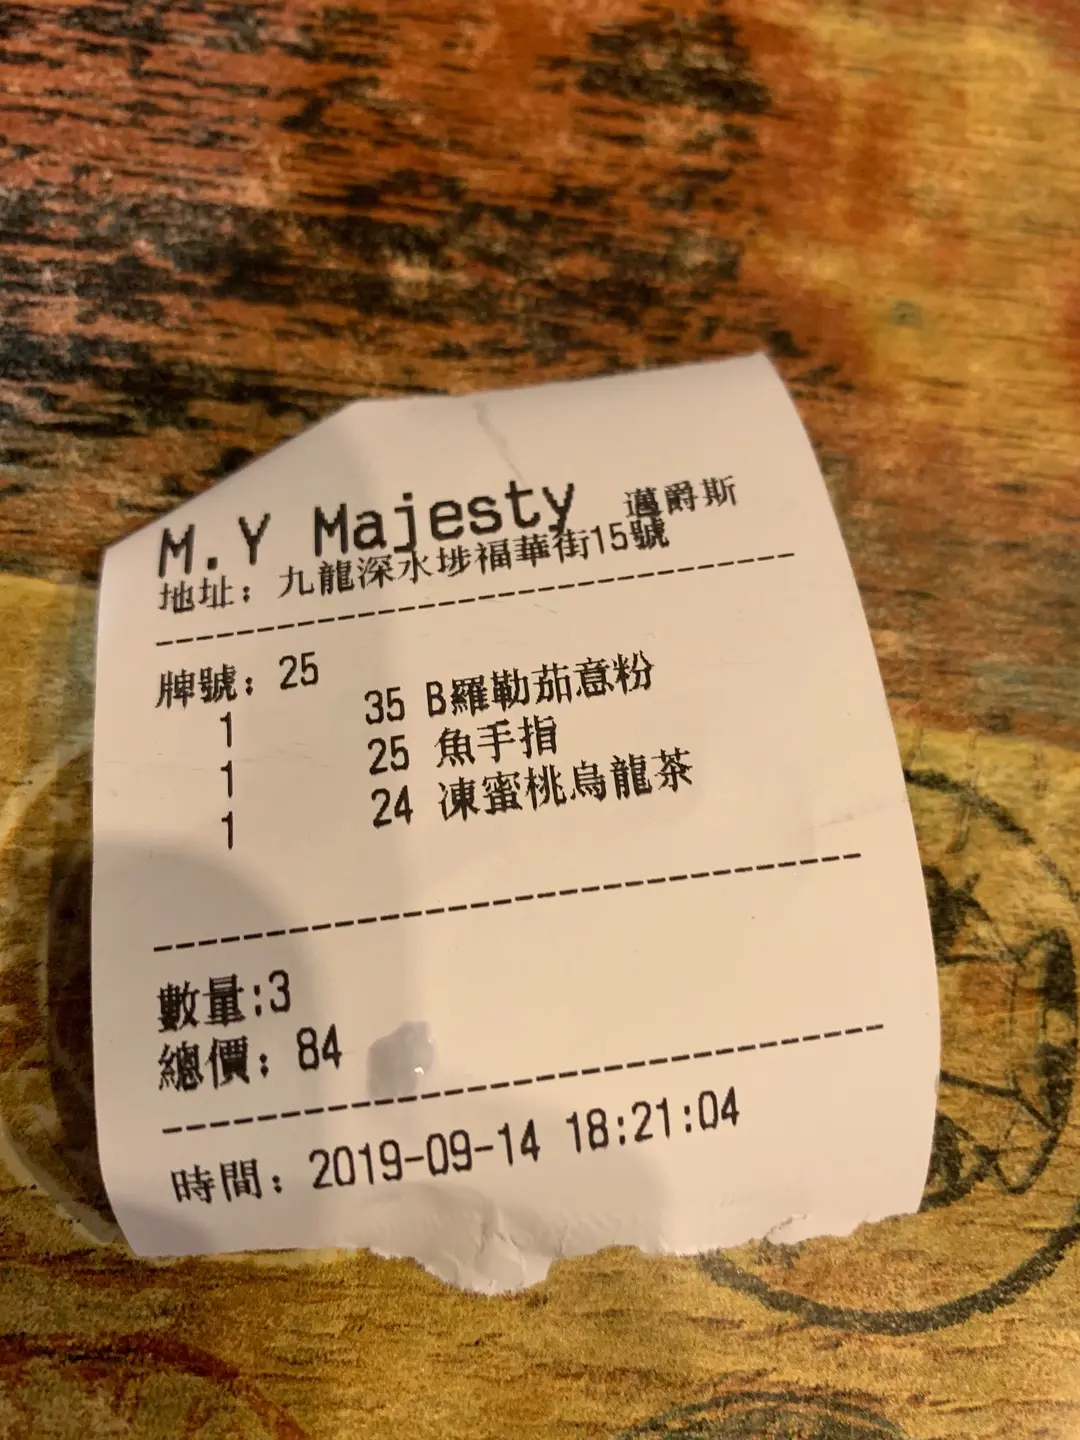 M.Y Majesty 邁爵斯
地址：九龍深水埗福華街15號
牌號：25
1 35 B羅勒茄意粉
1 25 魚手指
1 24 凍蜜桃烏龍茶
數量:3
總價：84
時間：2019-09-14 18:21:04